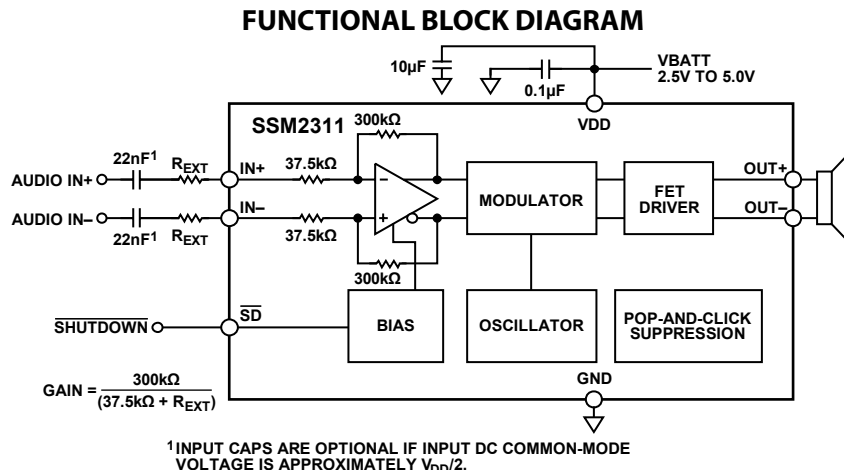 FUNCTIONAL BLOCK DIAGRAM
10µF
0.1µF
VBATT
2.5V TO 5.0V
VDD
SSM2311
300kΩ
22nF1
REXT
IN+
37.5kΩ
AUDIO IN+
AUDIO IN–
22nF1
REXT
IN–
37.5kΩ
300kΩ
MODULATOR
FET
DRIVER
OUT+
OUT–
SHUTDOWN
SD
BIAS
OSCILLATOR
POP-AND-CLICK
SUPPRESSION
GAIN = 300kΩ
(37.5kΩ + REXT)
GND
1 INPUT CAPS ARE OPTIONAL IF INPUT DC COMMON-MODE
VOLTAGE IS APPROXIMATELY VDD/2.